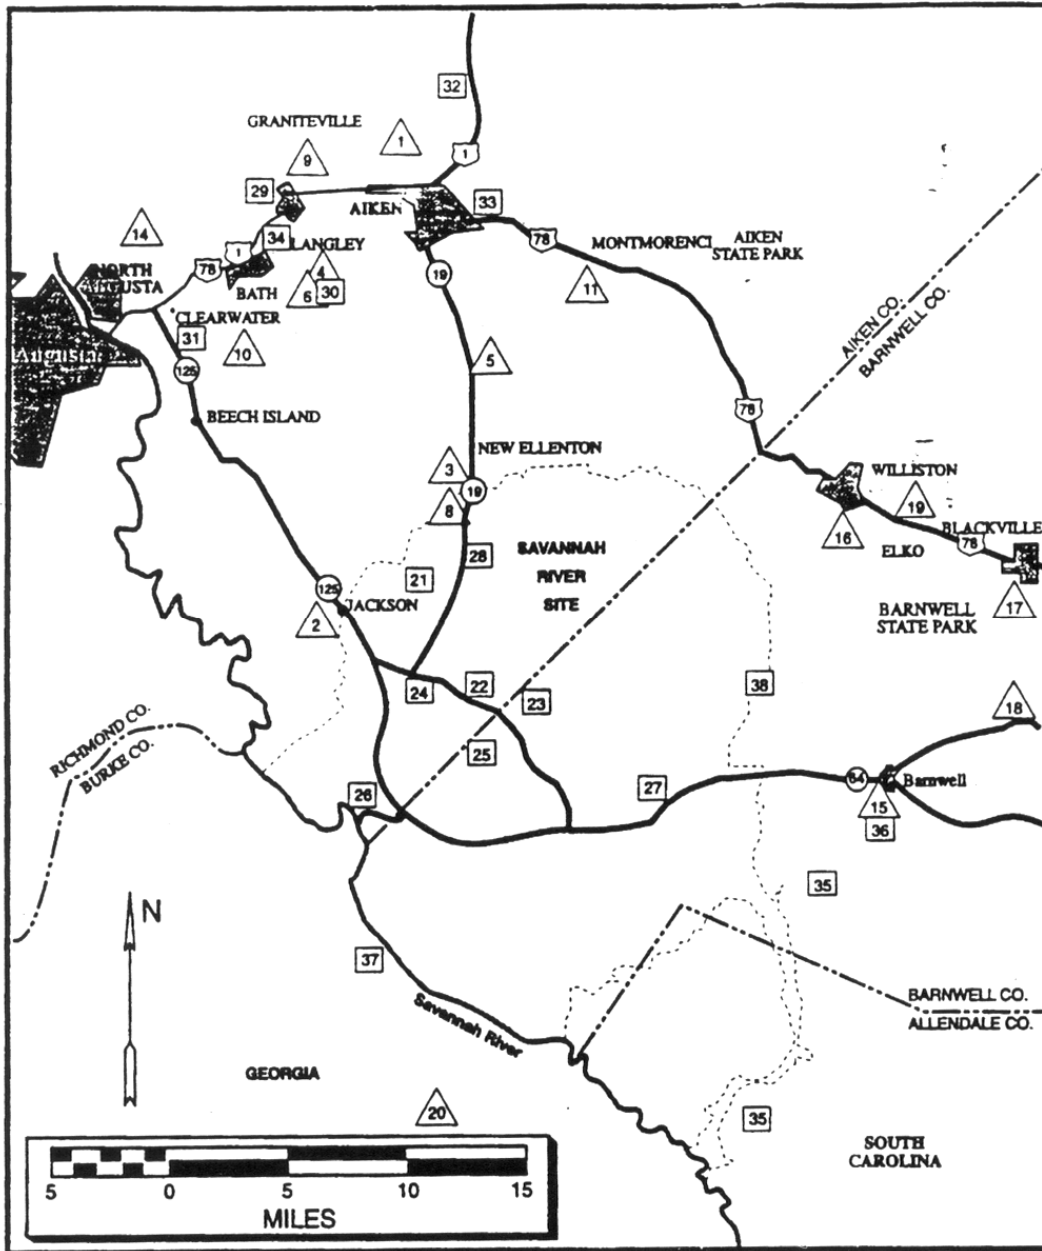 32
GRANITEVILLE
1
1
9
29
AIKEN
33
34
LANGLEY
14
1
78
78
MONTMORENCI
AIKEN
STATE PARK
NORTH
AUGUSTA
19
4
BATH
6
30
11
CLEARWATER
31
10
Augusta
125
5
AIKEN CO.
BARNWELL CO.
78
BEECH ISLAND
NEW ELLENTON
3
19
8
WILLISTON
19
16
BLACKVILLE
78
ELKO
28
SAVANNAH
RIVER
SITE
21
125
JACKSON
2
17
BARNWELL
STATE PARK
24
22
23
38
18
25
RICHMOND CO.
BURKE CO.
26
27
64
Barnwell
15
36
35
N
37
Savannah River
BARNWELL CO.
ALLENDALE CO.
GEORGIA
20
35
SOUTH
CAROLINA
5 0 5 10 15
MILES